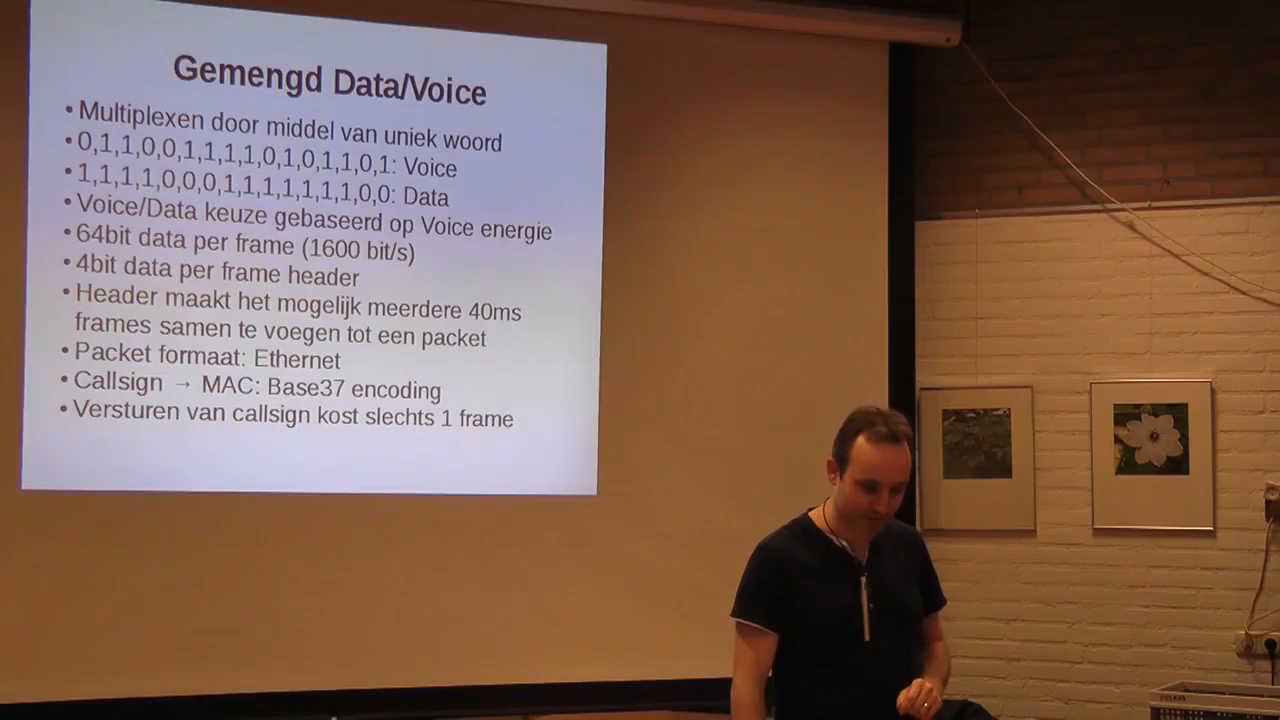 Gemengd Data/Voice
• Multiplexen door middel van uniek woord
• 0,1,1,0,0,1,1,1,1,0,1,0,1,1,0,1: Voice
• 1,1,1,1,0,0,0,1,1,1,1,1,1,1,0,0: Data
• Voice/Data keuze gebaseerd op Voice energie
• 64bit data per frame (1600 bit/s)
• 4bit data per frame header
• Header maakt het mogelijk meerdere 40ms
frames samen te voegen tot een packet
• Packet formaat: Ethernet
• Callsign → MAC: Base37 encoding
• Versturen van callsign kost slechts 1 frame